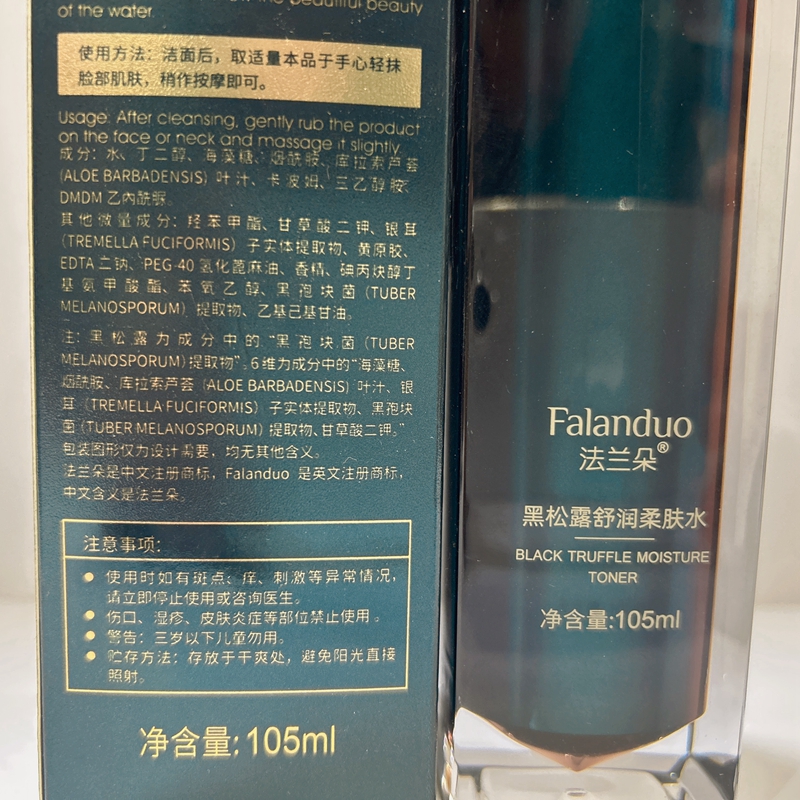 the beautiful beauty
of the water.
使用方法：洁面后，取适量本品于手心轻抹
脸部肌肤，稍作按摩即可。
Usage: After cleansing, gently rub the product
on the face or neck and massage it slightly.
成分：水、丁二醇、海藻糖、烟酰胺、库拉索芦荟
(ALOE BARBADENSIS) 叶汁、卡波姆、三乙醇胺、
DMDM 乙内酰脲。
其他微量成分：羟苯甲酯、甘草酸二钾、银耳
(TREMELLA FUCIFORMIS) 子实体提取物、黄原胶、
EDTA 二钠、PEG-40 氢化蓖麻油、香精、碘丙炔醇丁
基氨甲酸酯、苯氧乙醇、黑孢块菌 (TUBER
MELANOSPORUM) 提取物、乙基己基甘油。
注：黑松露为成分中的“黑孢块菌 (TUBER
MELANOSPORUM) 提取物”。6维为成分中的“海藻糖、
烟酰胺、库拉索芦荟 (ALOE BARBADENSIS) 叶汁、银
耳 (TREMELLA FUCIFORMIS) 子实体提取物、黑孢块
菌 (TUBER MELANOSPORUM) 提取物、甘草酸二钾。”
包装图形仅为设计需要，均无其他含义。
法兰朵是中文注册商标，Falanduo 是英文注册商标，
中文含义是法兰朵。
注意事项:
● 使用时如有斑点、痒、刺激等异常情况，
请立即停止使用或咨询医生。
● 伤口、湿疹、皮肤炎症等部位禁止使用。
● 警告：三岁以下儿童勿用。
● 贮存方法：存放于干爽处，避免阳光直接
照射。
净含量:105ml
Falanduo
法兰朵®
黑松露舒润柔肤水
BLACK TRUFFLE MOISTURE
TONER
净含量:105ml